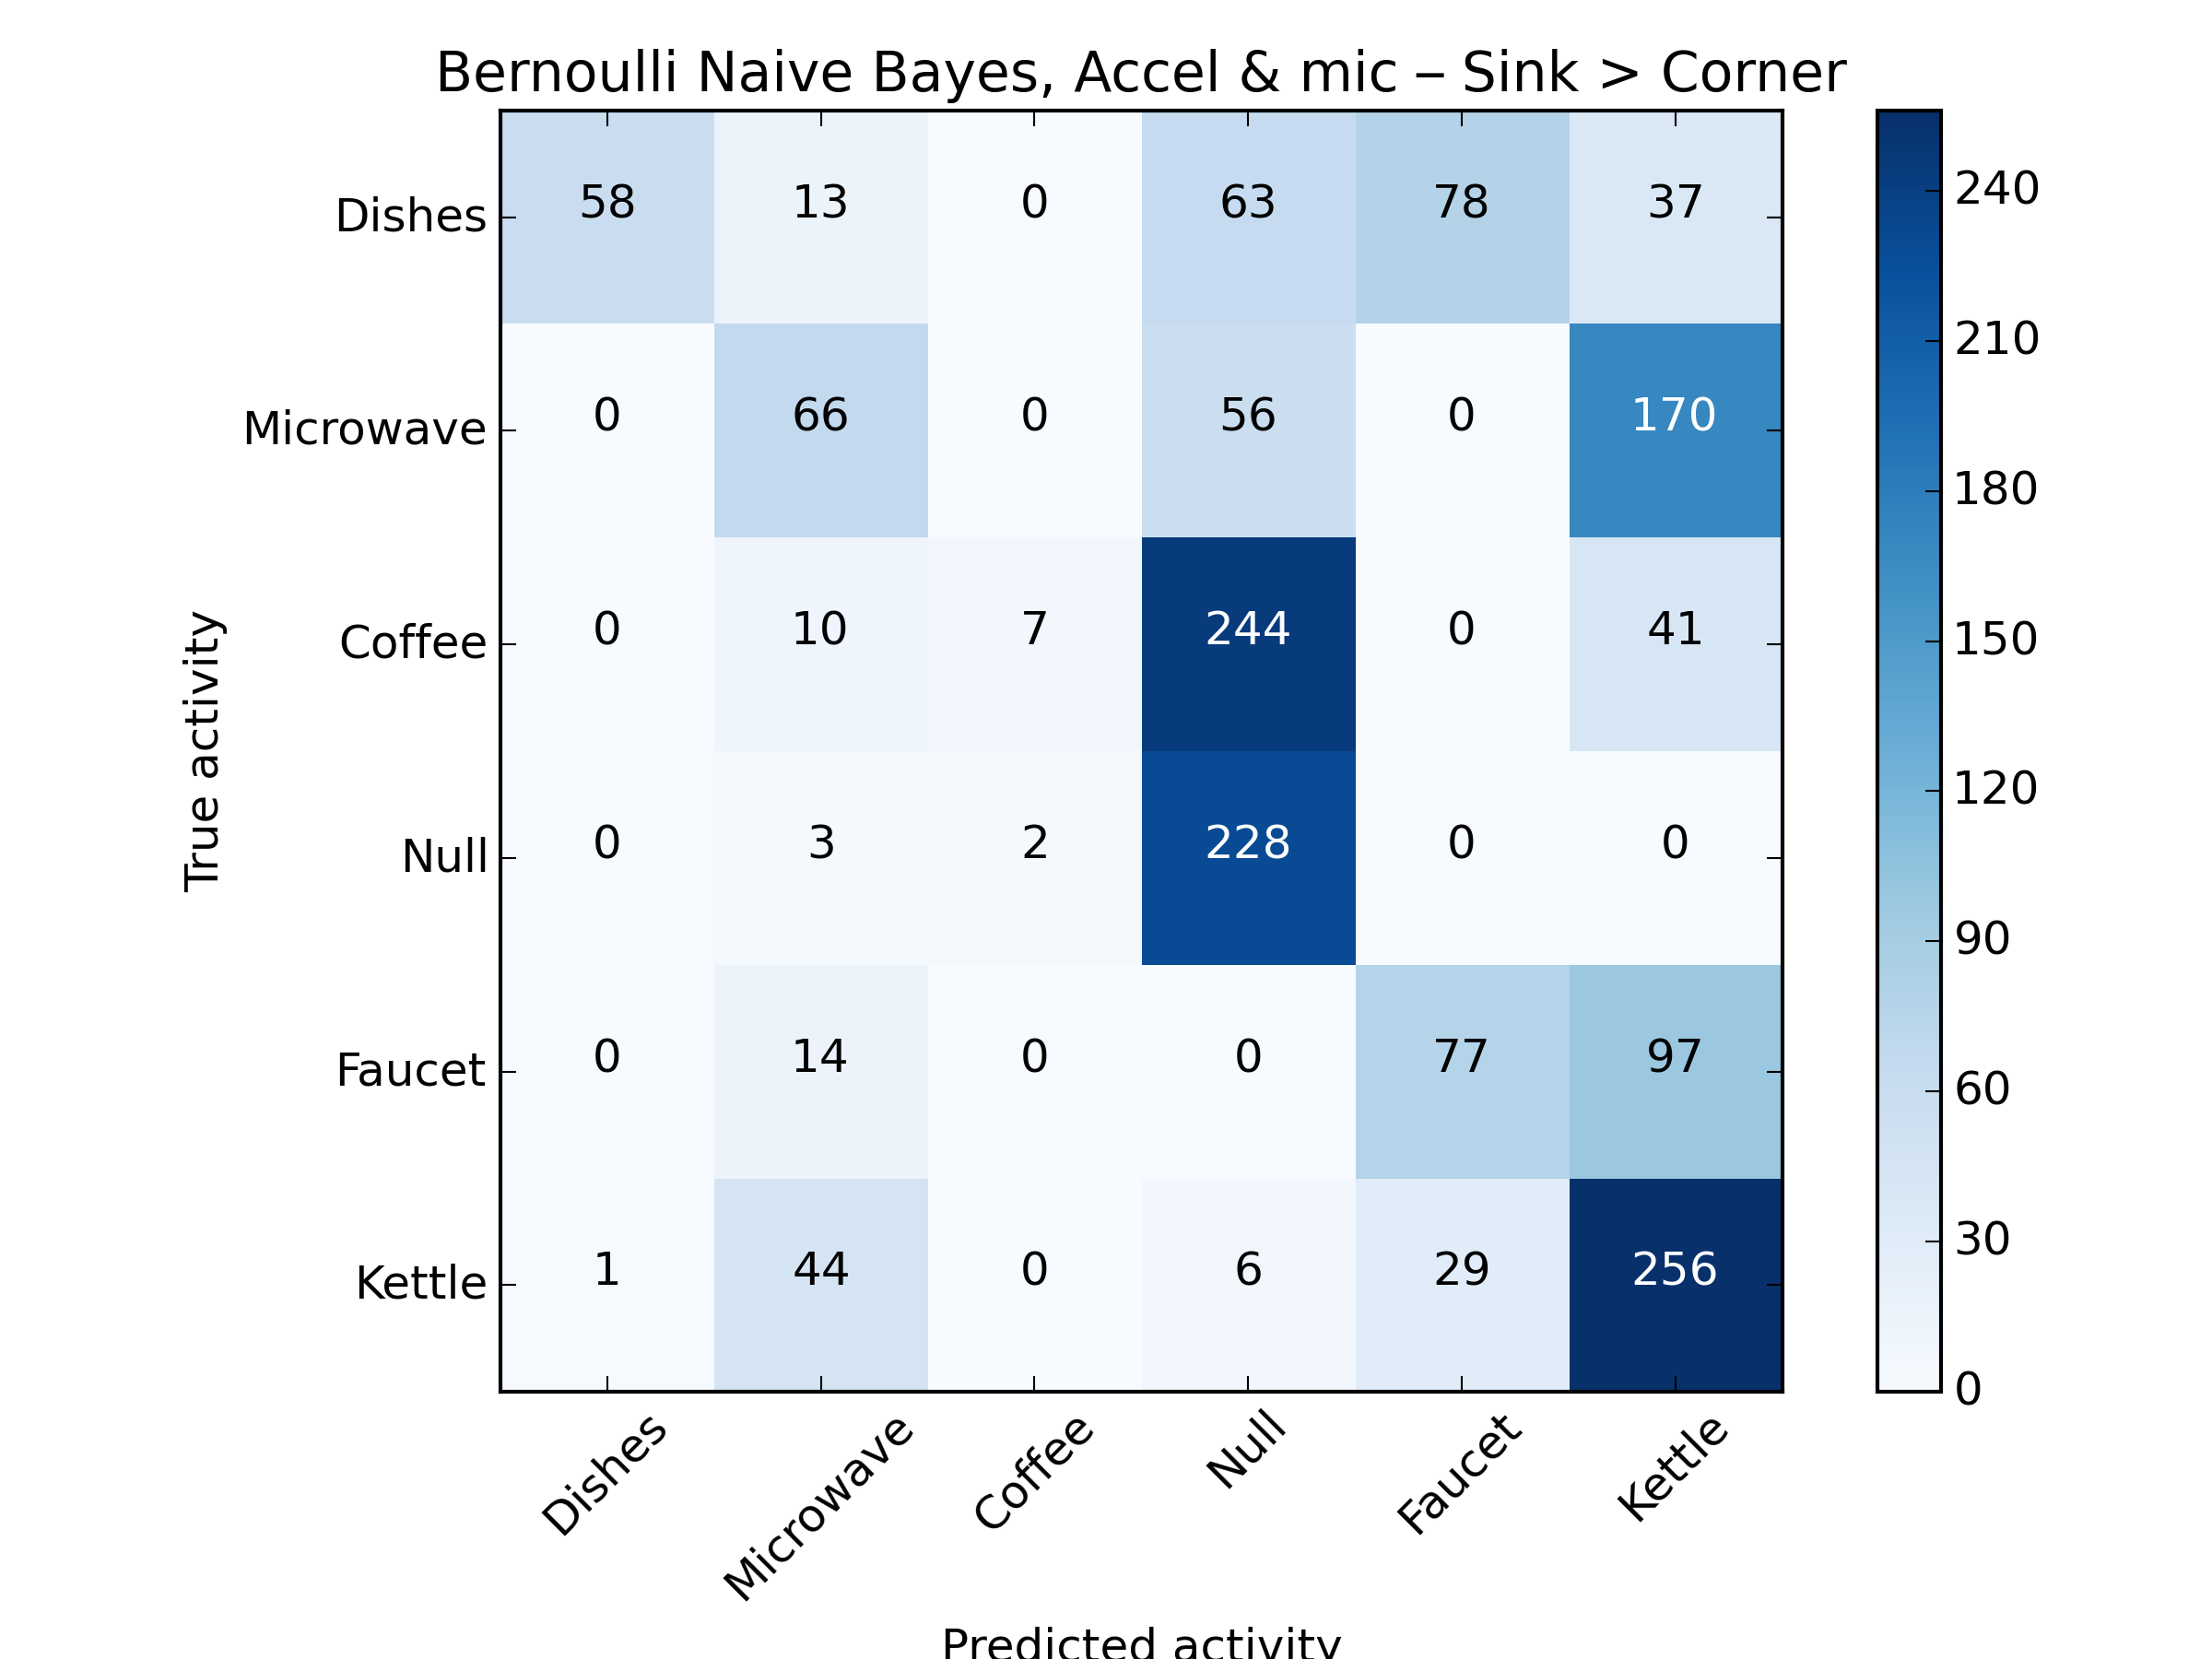 Bernoulli Naive Bayes, Accel & mic – Sink > Corner
True activity
Dishes 58 13 0 63 78 37
Microwave 0 66 0 56 0 170
Coffee 0 10 7 244 0 41
Null 0 3 2 228 0 0
Faucet 0 14 0 0 77 97
Kettle 1 44 0 6 29 256
Dishes Microwave Coffee Null Faucet Kettle
Predicted activity
240
210
180
150
120
90
60
30
0